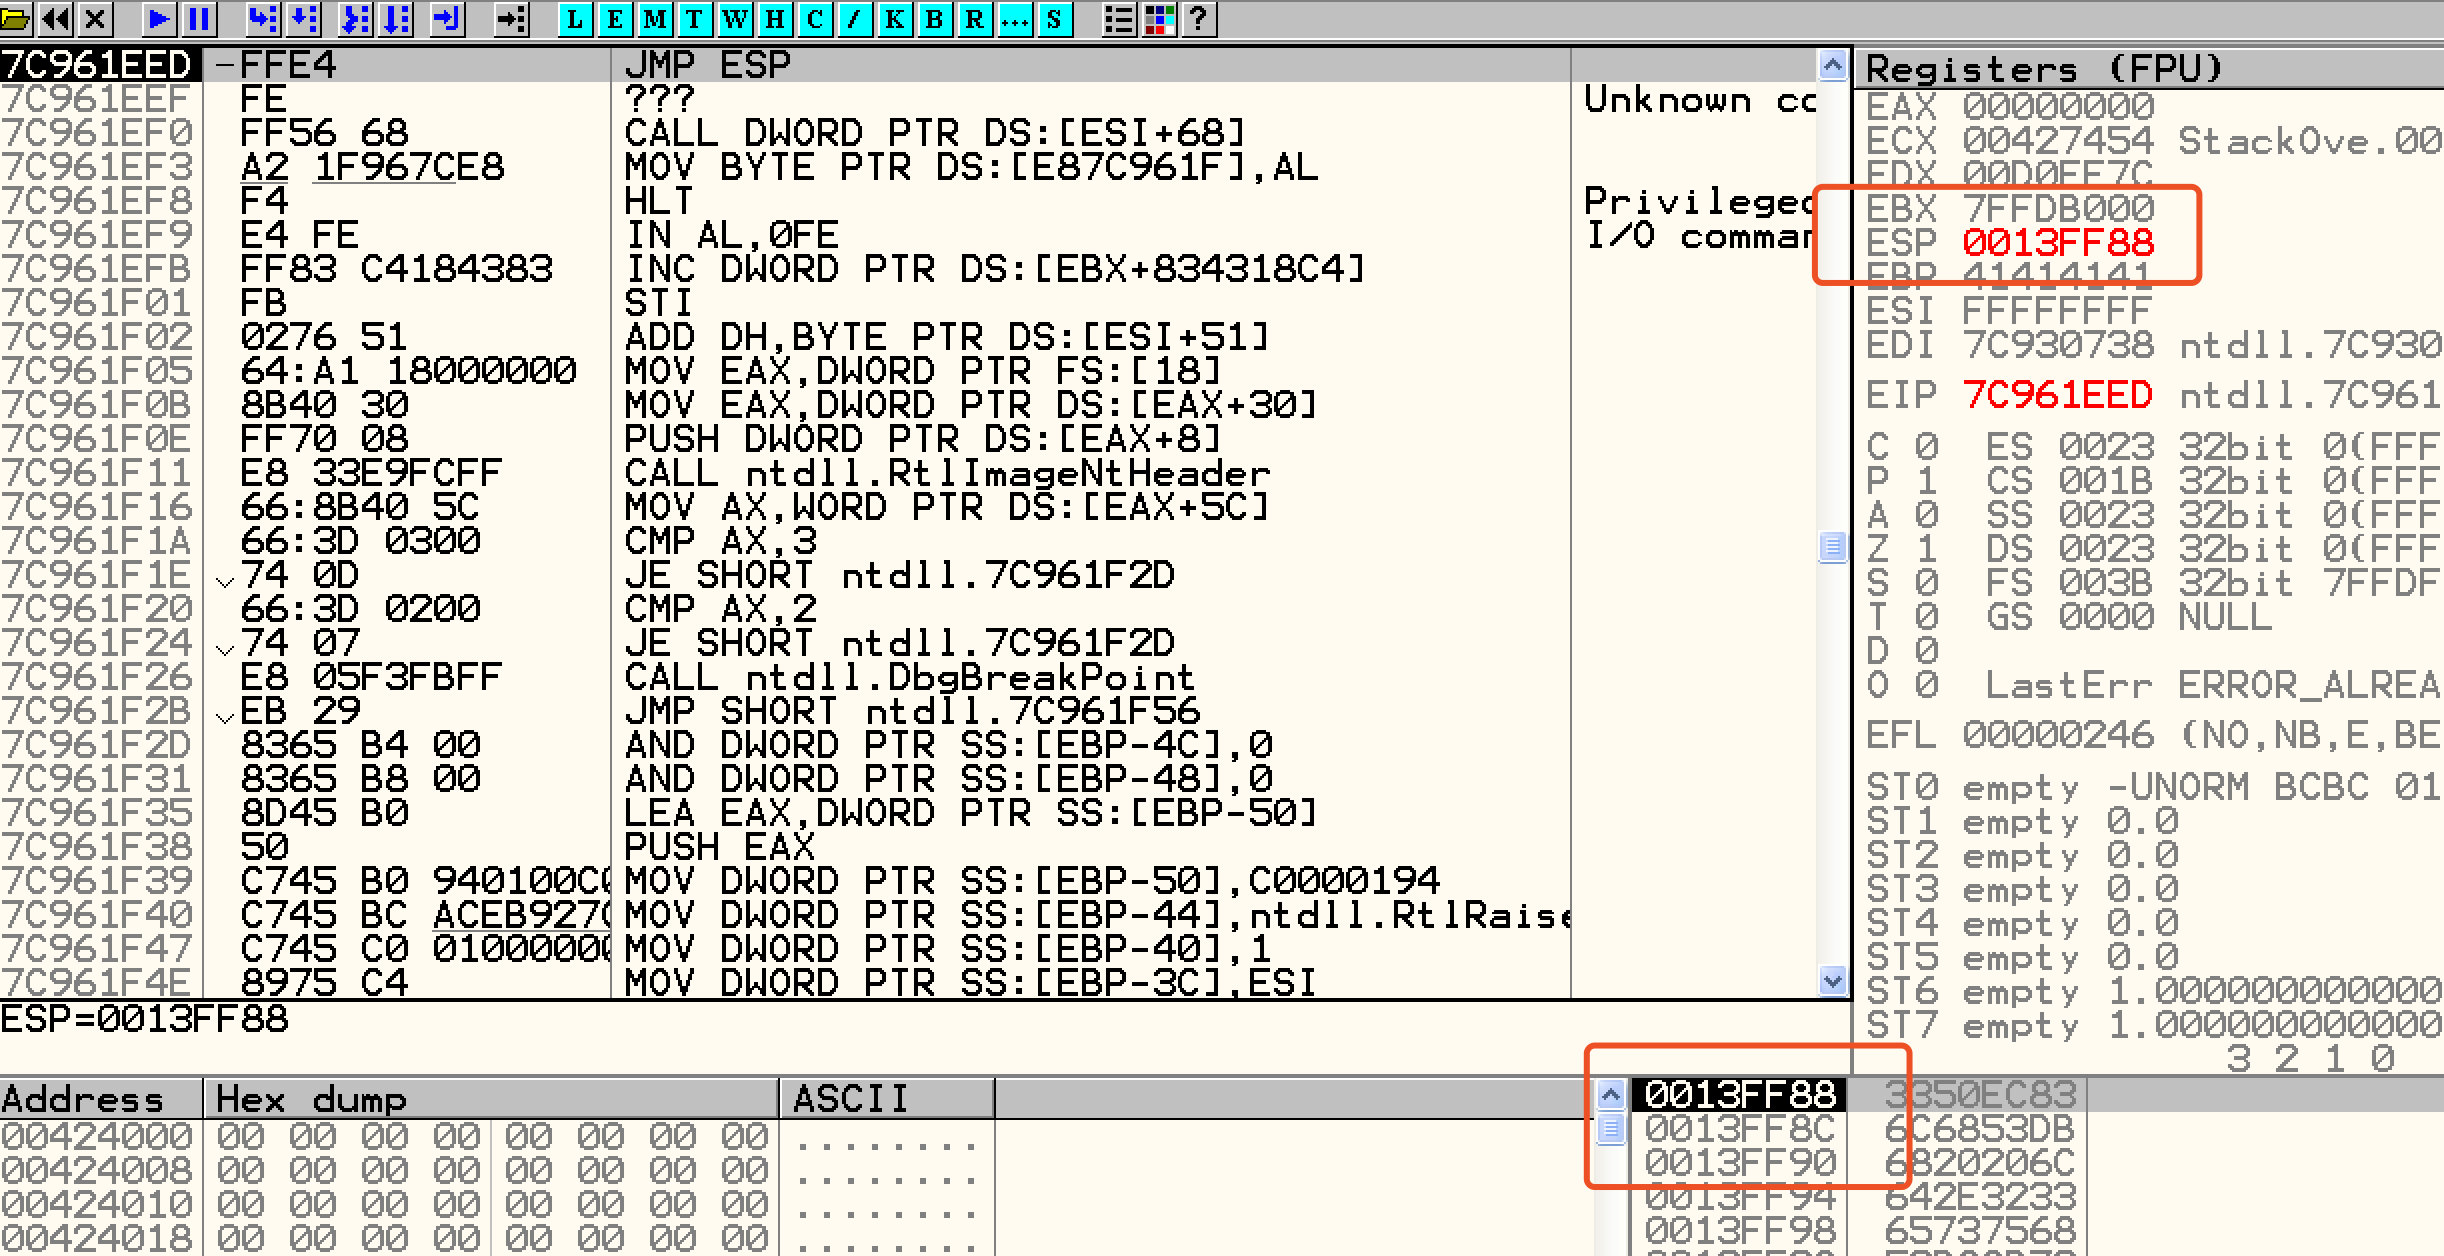 L E M T W H C / K B R ... S ?
7C961EED -FFE4 JMP ESP
7C961EEF FE ??? Unknown co
7C961EF0 FF56 68 CALL DWORD PTR DS:[ESI+68]
7C961EF3 A2 1F967CE8 MOV BYTE PTR DS:[E87C961F],AL
7C961EF8 F4 HLT Privileged
7C961EF9 E4 FE IN AL,0FE I/O comman
7C961EFB FF83 C4184383 INC DWORD PTR DS:[EBX+834318C4]
7C961F01 FB STI
7C961F02 0276 51 ADD DH,BYTE PTR DS:[ESI+51]
7C961F05 64:A1 18000000 MOV EAX,DWORD PTR FS:[18]
7C961F0B 8B40 30 MOV EAX,DWORD PTR DS:[EAX+30]
7C961F0E FF70 08 PUSH DWORD PTR DS:[EAX+8]
7C961F11 E8 33E9FCFF CALL ntdll.RtlImageNtHeader
7C961F16 66:8B40 5C MOV AX,WORD PTR DS:[EAX+5C]
7C961F1A 66:3D 0300 CMP AX,3
7C961F1E 74 0D JE SHORT ntdll.7C961F2D
7C961F20 66:3D 0200 CMP AX,2
7C961F24 74 07 JE SHORT ntdll.7C961F2D
7C961F26 E8 05F3FBFF CALL ntdll.DbgBreakPoint
7C961F2B EB 29 JMP SHORT ntdll.7C961F56
7C961F2D 8365 B4 00 AND DWORD PTR SS:[EBP-4C],0
7C961F31 8365 B8 00 AND DWORD PTR SS:[EBP-48],0
7C961F35 8D45 B0 LEA EAX,DWORD PTR SS:[EBP-50]
7C961F38 50 PUSH EAX
7C961F39 C745 B0 940100C0 MOV DWORD PTR SS:[EBP-50],C0000194
7C961F40 C745 BC ACEB927C MOV DWORD PTR SS:[EBP-44],ntdll.RtlRaise
7C961F47 C745 C0 01000000 MOV DWORD PTR SS:[EBP-40],1
7C961F4E 8975 C4 MOV DWORD PTR SS:[EBP-3C],ESI
ESP=0013FF88
Registers (FPU)
EAX 00000000
ECX 00427454 StackOve.00
EDX 00D0FF7C
EBX 7FFDB000
ESP 0013FF88
EBP 41414141
ESI FFFFFFFF
EDI 7C930738 ntdll.7C930
EIP 7C961EED ntdll.7C961
C 0 ES 0023 32bit 0(FFF
P 1 CS 001B 32bit 0(FFF
A 0 SS 0023 32bit 0(FFF
Z 1 DS 0023 32bit 0(FFF
S 0 FS 003B 32bit 7FFDF
T 0 GS 0000 NULL
D 0
O 0 LastErr ERROR_ALREA
EFL 00000246 (NO,NB,E,BE
ST0 empty -UNORM BCBC 01
ST1 empty 0.0
ST2 empty 0.0
ST3 empty 0.0
ST4 empty 0.0
ST5 empty 0.0
ST6 empty 1.000000000000
ST7 empty 1.000000000000
3 2 1 0
Address Hex dump ASCII
00424000 00 00 00 00 00 00 00 00 ........
00424008 00 00 00 00 00 00 00 00 ........
00424010 00 00 00 00 00 00 00 00 ........
00424018 00 00 00 00 00 00 00 00 ........
0013FF88 3350EC83
0013FF8C 6C6853DB
0013FF90 6820206C
0013FF94 642E3233
0013FF98 65737568